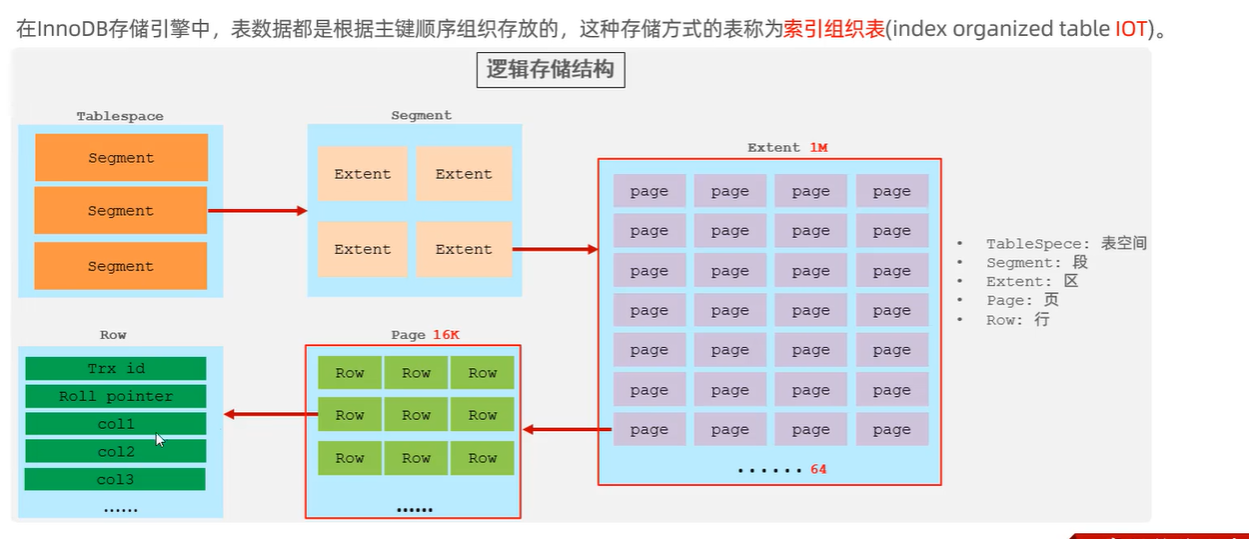 在InnoDB存储引擎中，表数据都是根据主键顺序组织存放的，这种存储方式的表称为索引组织表(index organized table IOT)。
逻辑存储结构
Tablespace
Segment
Segment
Segment
Segment
Extent Extent
Extent Extent
Extent 1M
page page page page
page page page page
page page page page
page page page page
page page page page
page page page page
page page page page
...... 64
• TableSpece: 表空间
• Segment: 段
• Extent: 区
• Page: 页
• Row: 行
Row
Trx id
Roll pointer
col1
col2
col3
......
Page 16K
Row Row Row
Row Row Row
Row Row Row
......